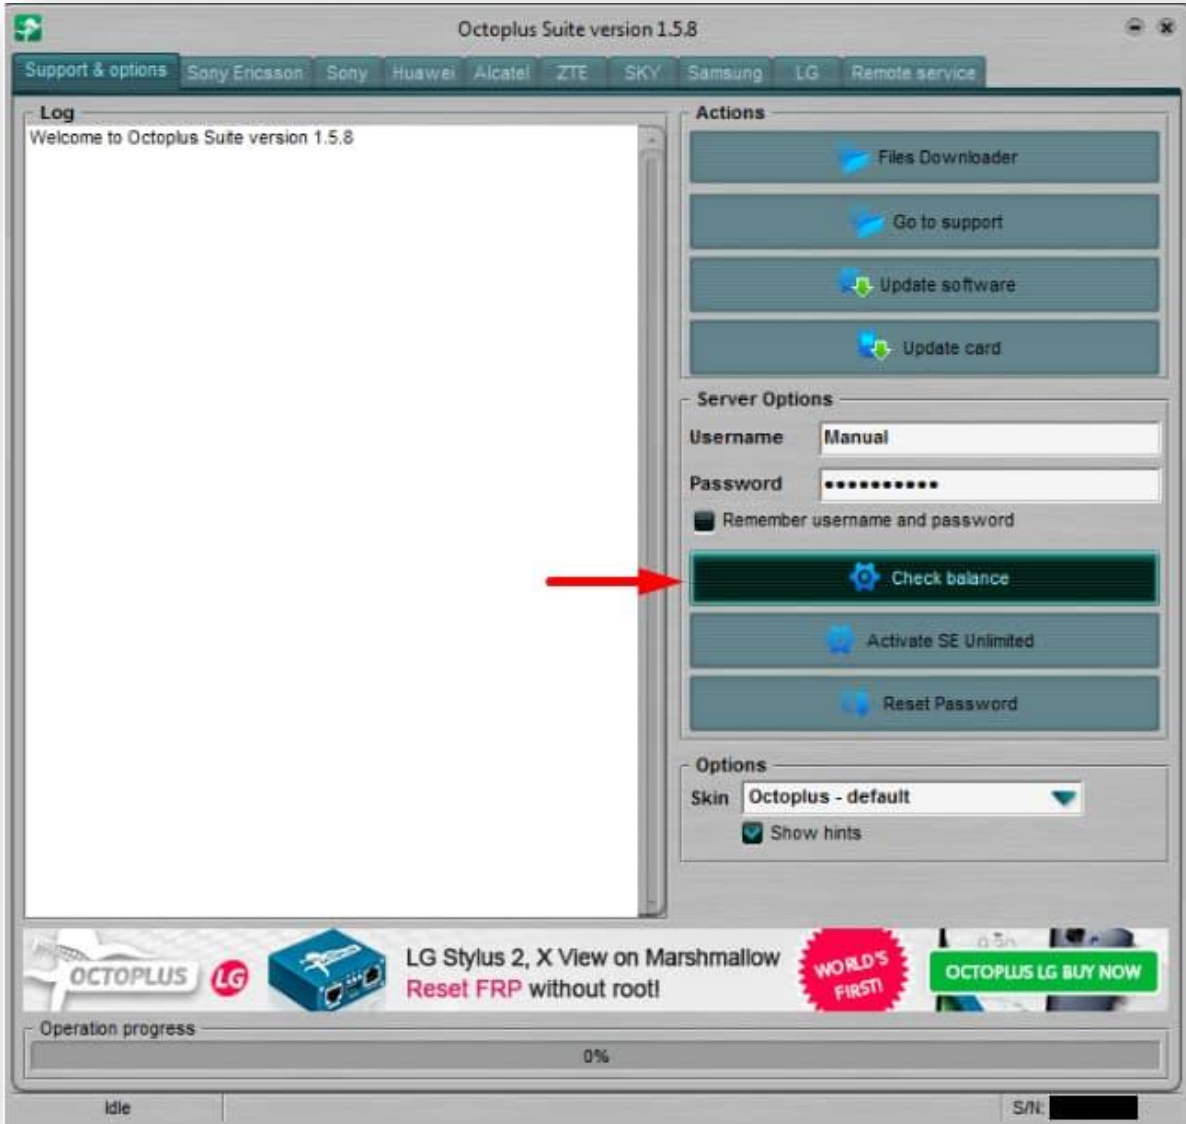 Octoplus Suite version 1.5.8
Support & options Sony Ericsson Sony Huawei Alcatel ZTE SKY Samsung LG Remote service
Log
Welcome to Octoplus Suite version 1.5.8
Actions
Files Downloader
Go to support
Update software
Update card
Server Options
Username Manual
Password ••••••••••
Remember username and password
Check balance
Activate SE Unlimited
Reset Password
Options
Skin Octoplus - default
Show hints
OCTOPLUS LG
LG Stylus 2, X View on Marshmallow
Reset FRP without root!
WORLD'S
FIRST!
OCTOPLUS LG BUY NOW
Operation progress
0%
Idle
S/N: